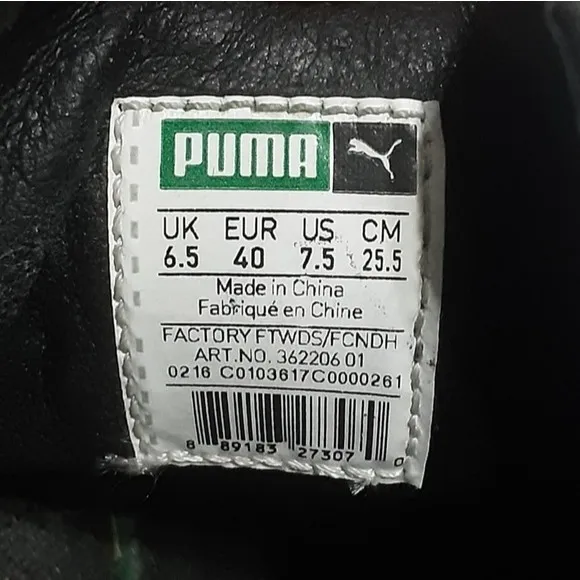 PUMA
UK EUR US CM
6.5 40 7.5 25.5
Made in China
Fabriqué en Chine
FACTORY FTWDS/FCNDH
ART.NO. 362206 01
0216 C0103617C0000261
8 89183 27307 0